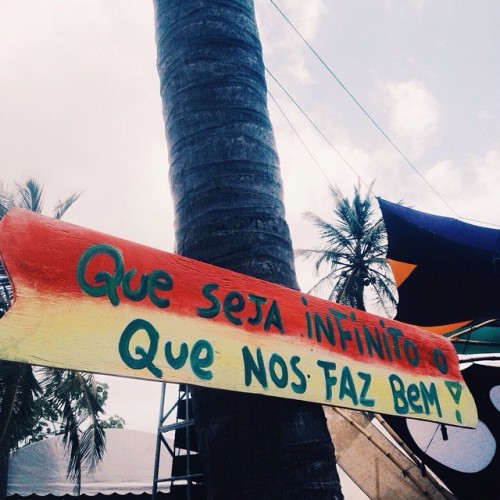 Que SEJA iNFiNiTO O
Que NOS FAZ BeM!